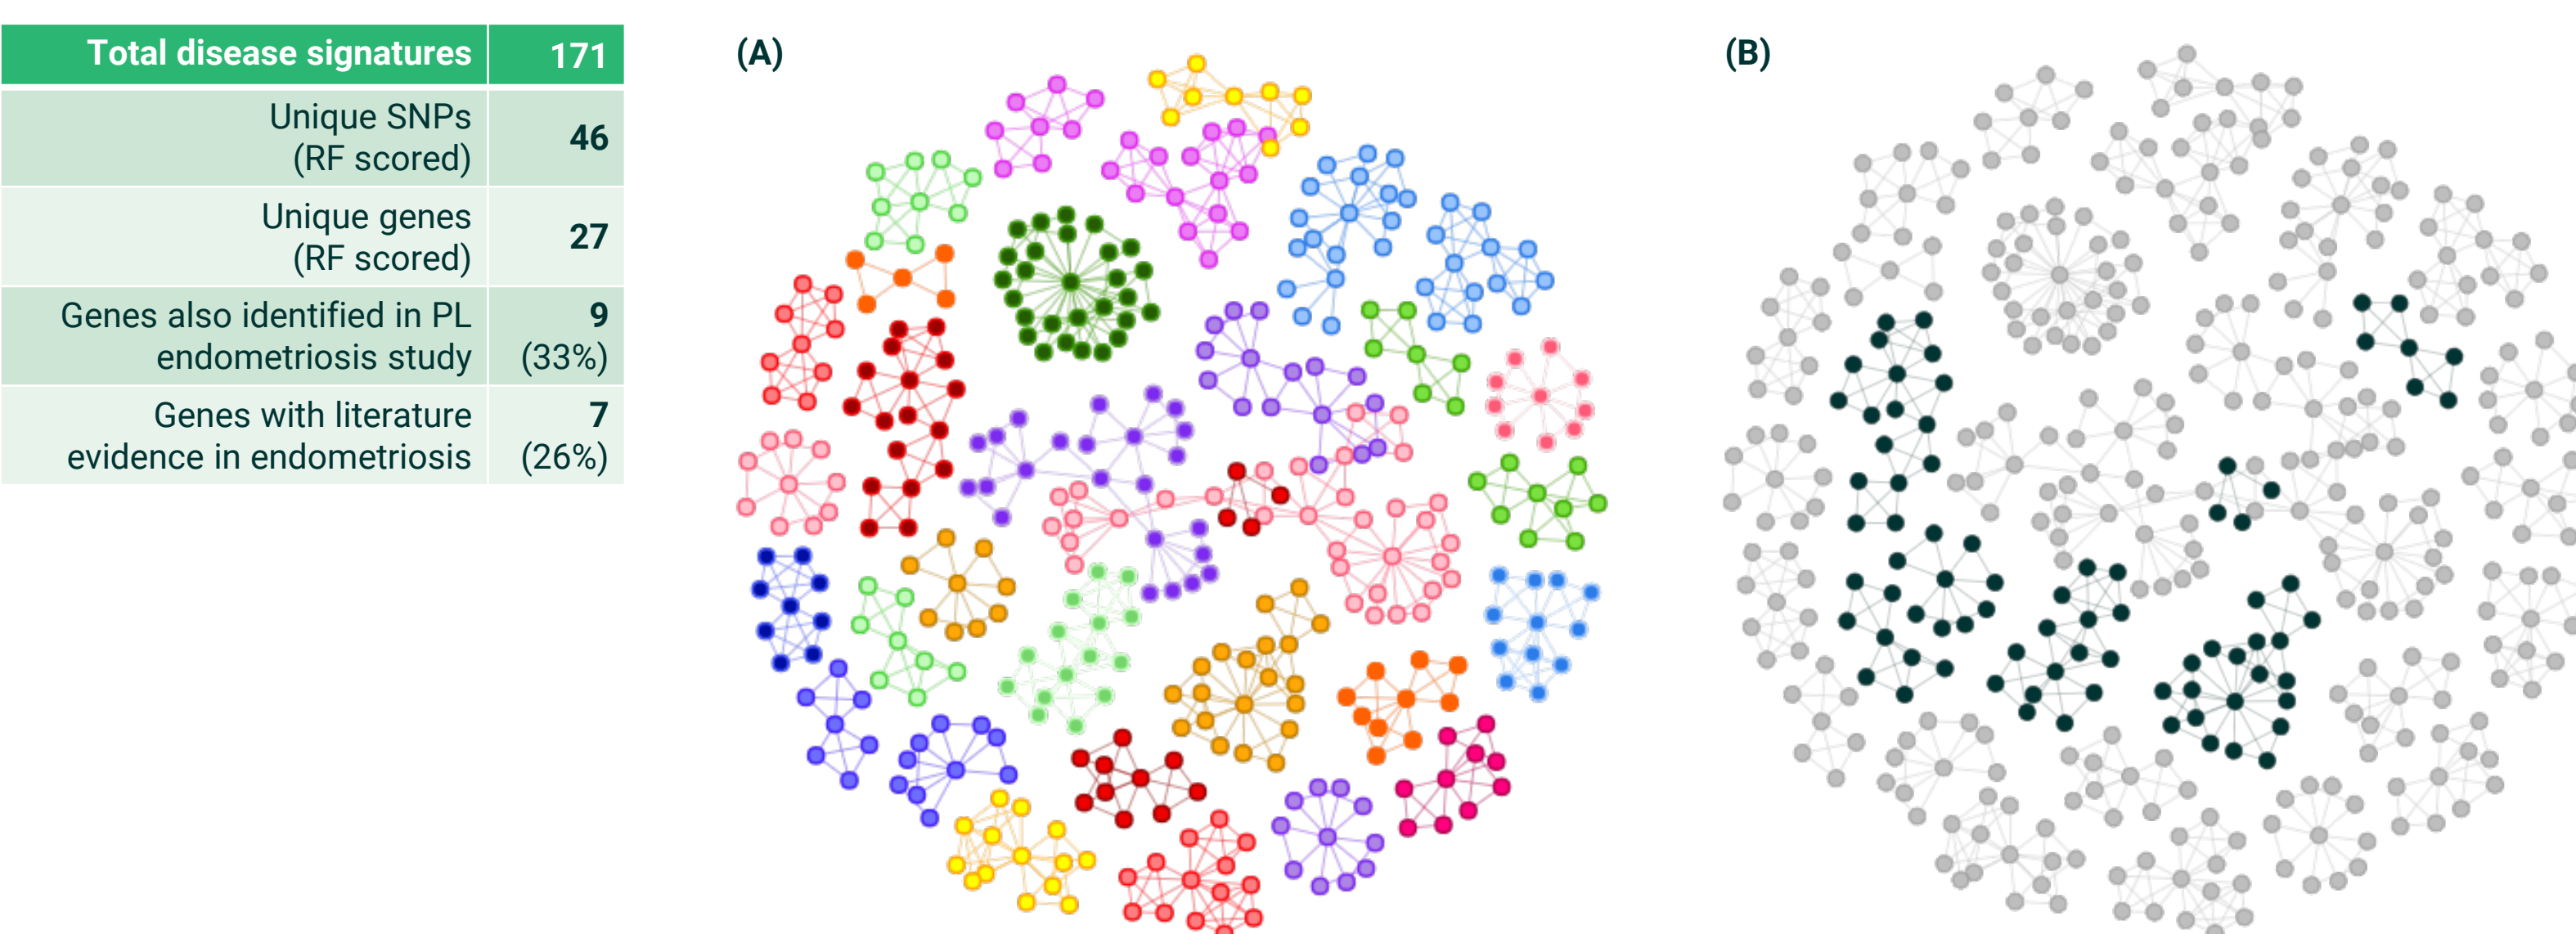 Total disease signatures 171
Unique SNPs
(RF scored) 46
Unique genes
(RF scored) 27
Genes also identified in PL 9
endometriosis study (33%)
Genes with literature 7
evidence in endometriosis (26%)
(A)
(B)